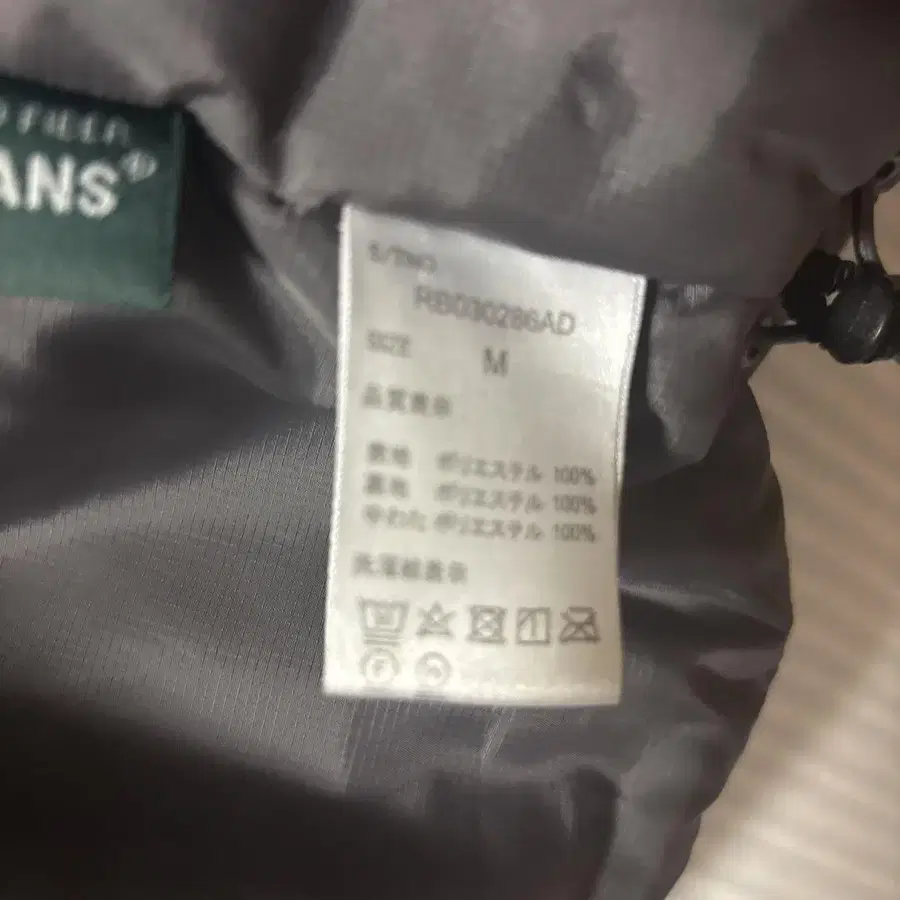 FIELD
ANS®
S/TNO
RB030286AD
SIZE M
品質表示
表地 ポリエステル 100%
裏地 ポリエステル 100%
中わた ポリエステル 100%
洗濯絵表示